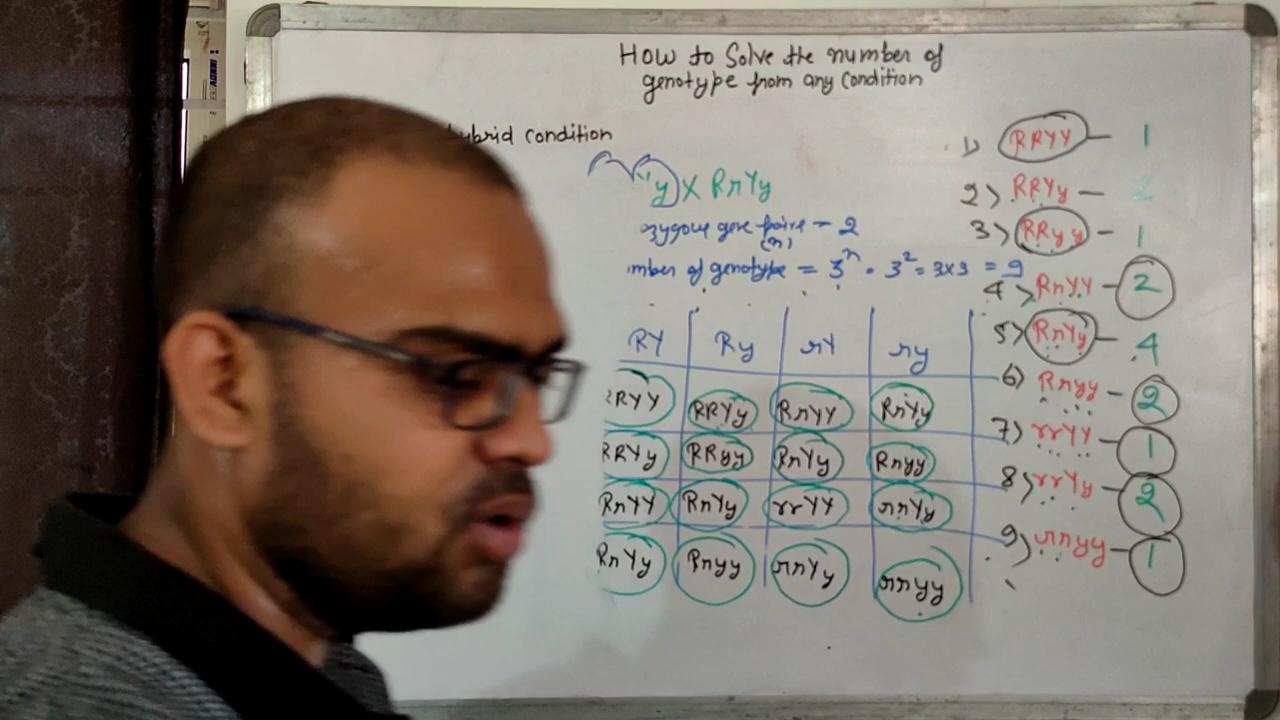 How to Solve the number of
genotype from any condition
hybrid condition
y X RrYy
ozygous gene pairs = 2
(n)
mber of genotype = 3^n = 3^2 = 3x3 = 9
RY Ry rY ry
RRYY RRYy RrYY RrYy
RRYy RRyy RrYy Rryy
RrYY RrYy rrYY rrYy
RrYy Rryy rrYy rryy
1) RRYY - 1
2) RRYy - 2
3) RRyy - 1
4) RrYY - 2
5) RrYy - 4
6) Rryy - 2
7) rrYY - 1
8) rrYy - 2
9) rryy - 1